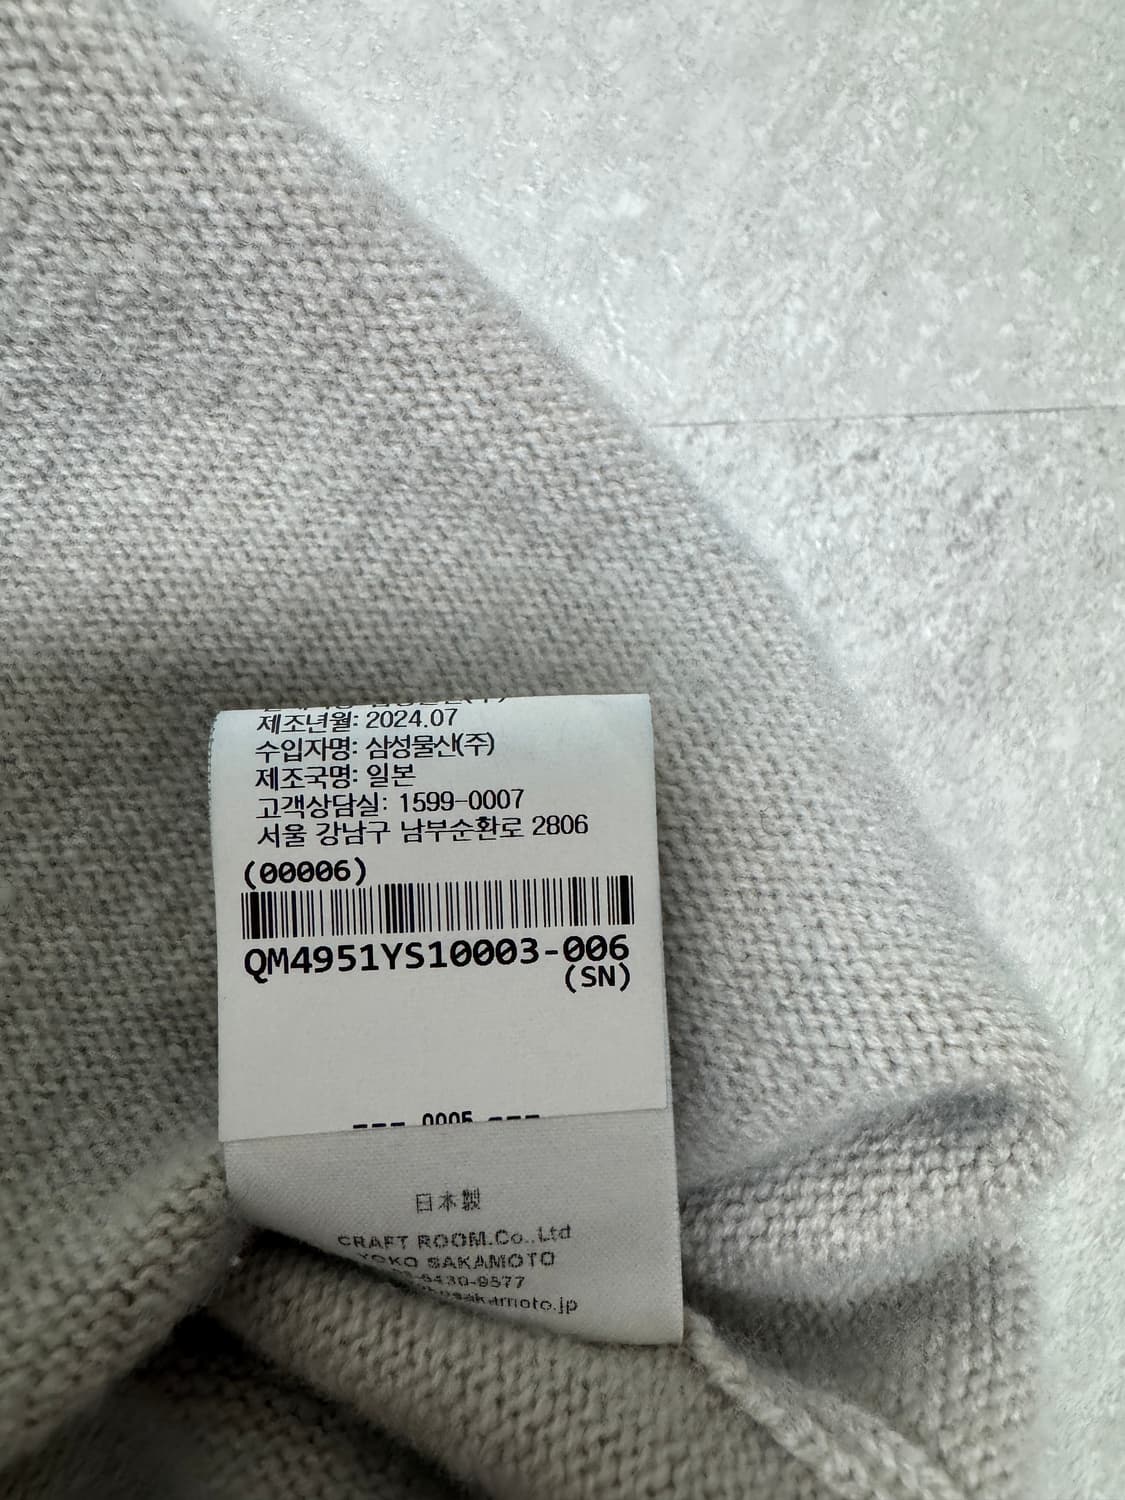 제조년월: 2024.07
수입자명: 삼성물산(주)
제조국명: 일본
고객상담실: 1599-0007
서울 강남구 남부순환로 2806
(00006)
QM4951YS10003-006
(SN)
--- 0005 ---
日本製
CRAFT ROOM.Co.,Ltd
YOKO SAKAMOTO